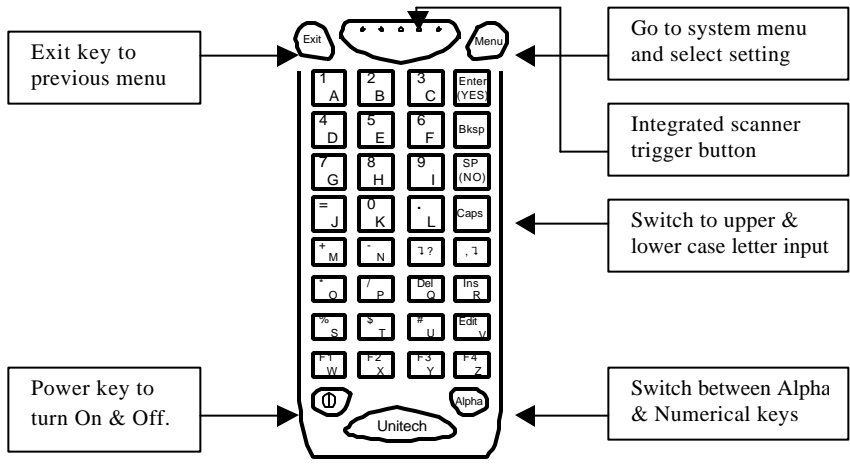 Exit key to
previous menu
Power key to
turn On & Off.
Exit
Menu
1 A 2 B 3 C Enter (YES)
4 D 5 E 6 F Bksp
7 G 8 H 9 I SP (NO)
= J 0 K . L Caps
+ M - N ? ,
* O / P Del Q Ins R
% S $ T # U Edit V
F1 W F2 X F3 Y F4 Z
Alpha
Unitech
Go to system menu
and select setting
Integrated scanner
trigger button
Switch to upper &
lower case letter input
Switch between Alpha
& Numerical keys